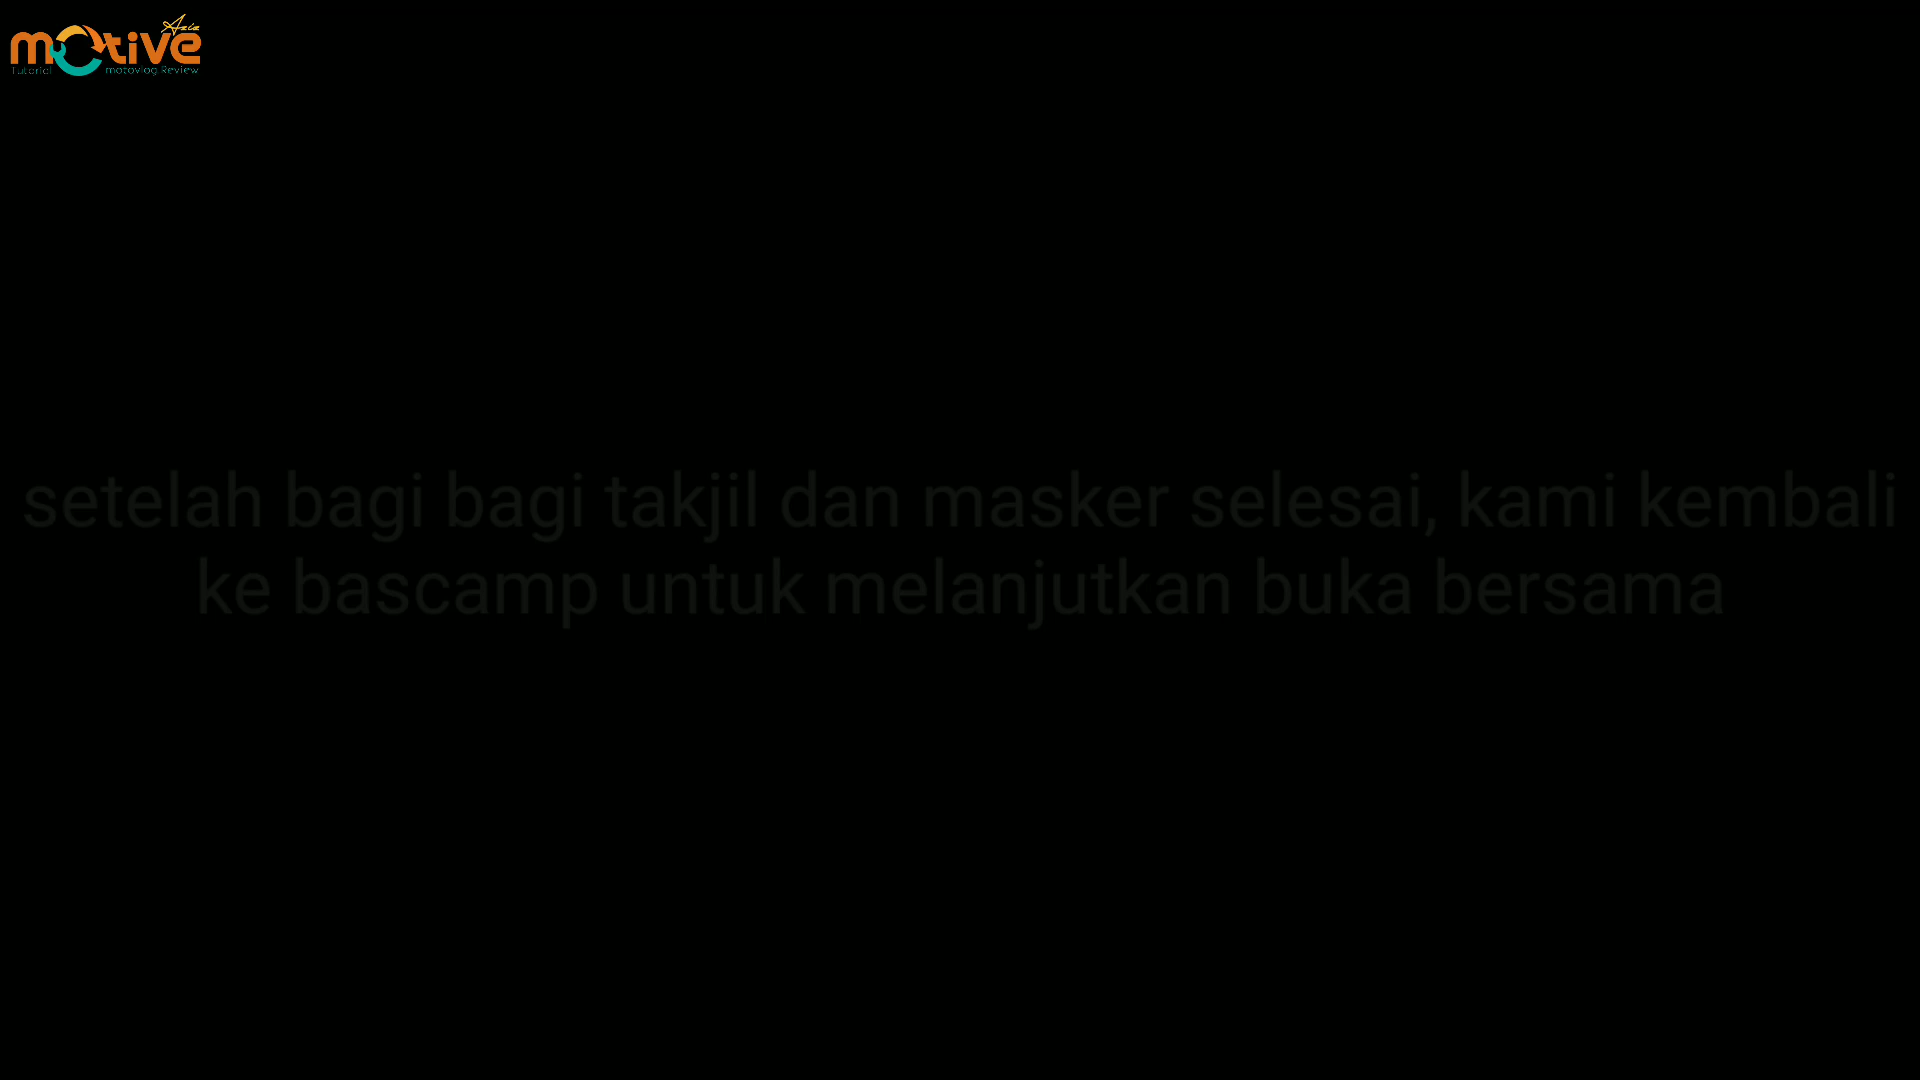 Aziz
motive
Tutorial motovlog Review
setelah bagi bagi takjil dan masker selesai, kami kembali
ke bascamp untuk melanjutkan buka bersama